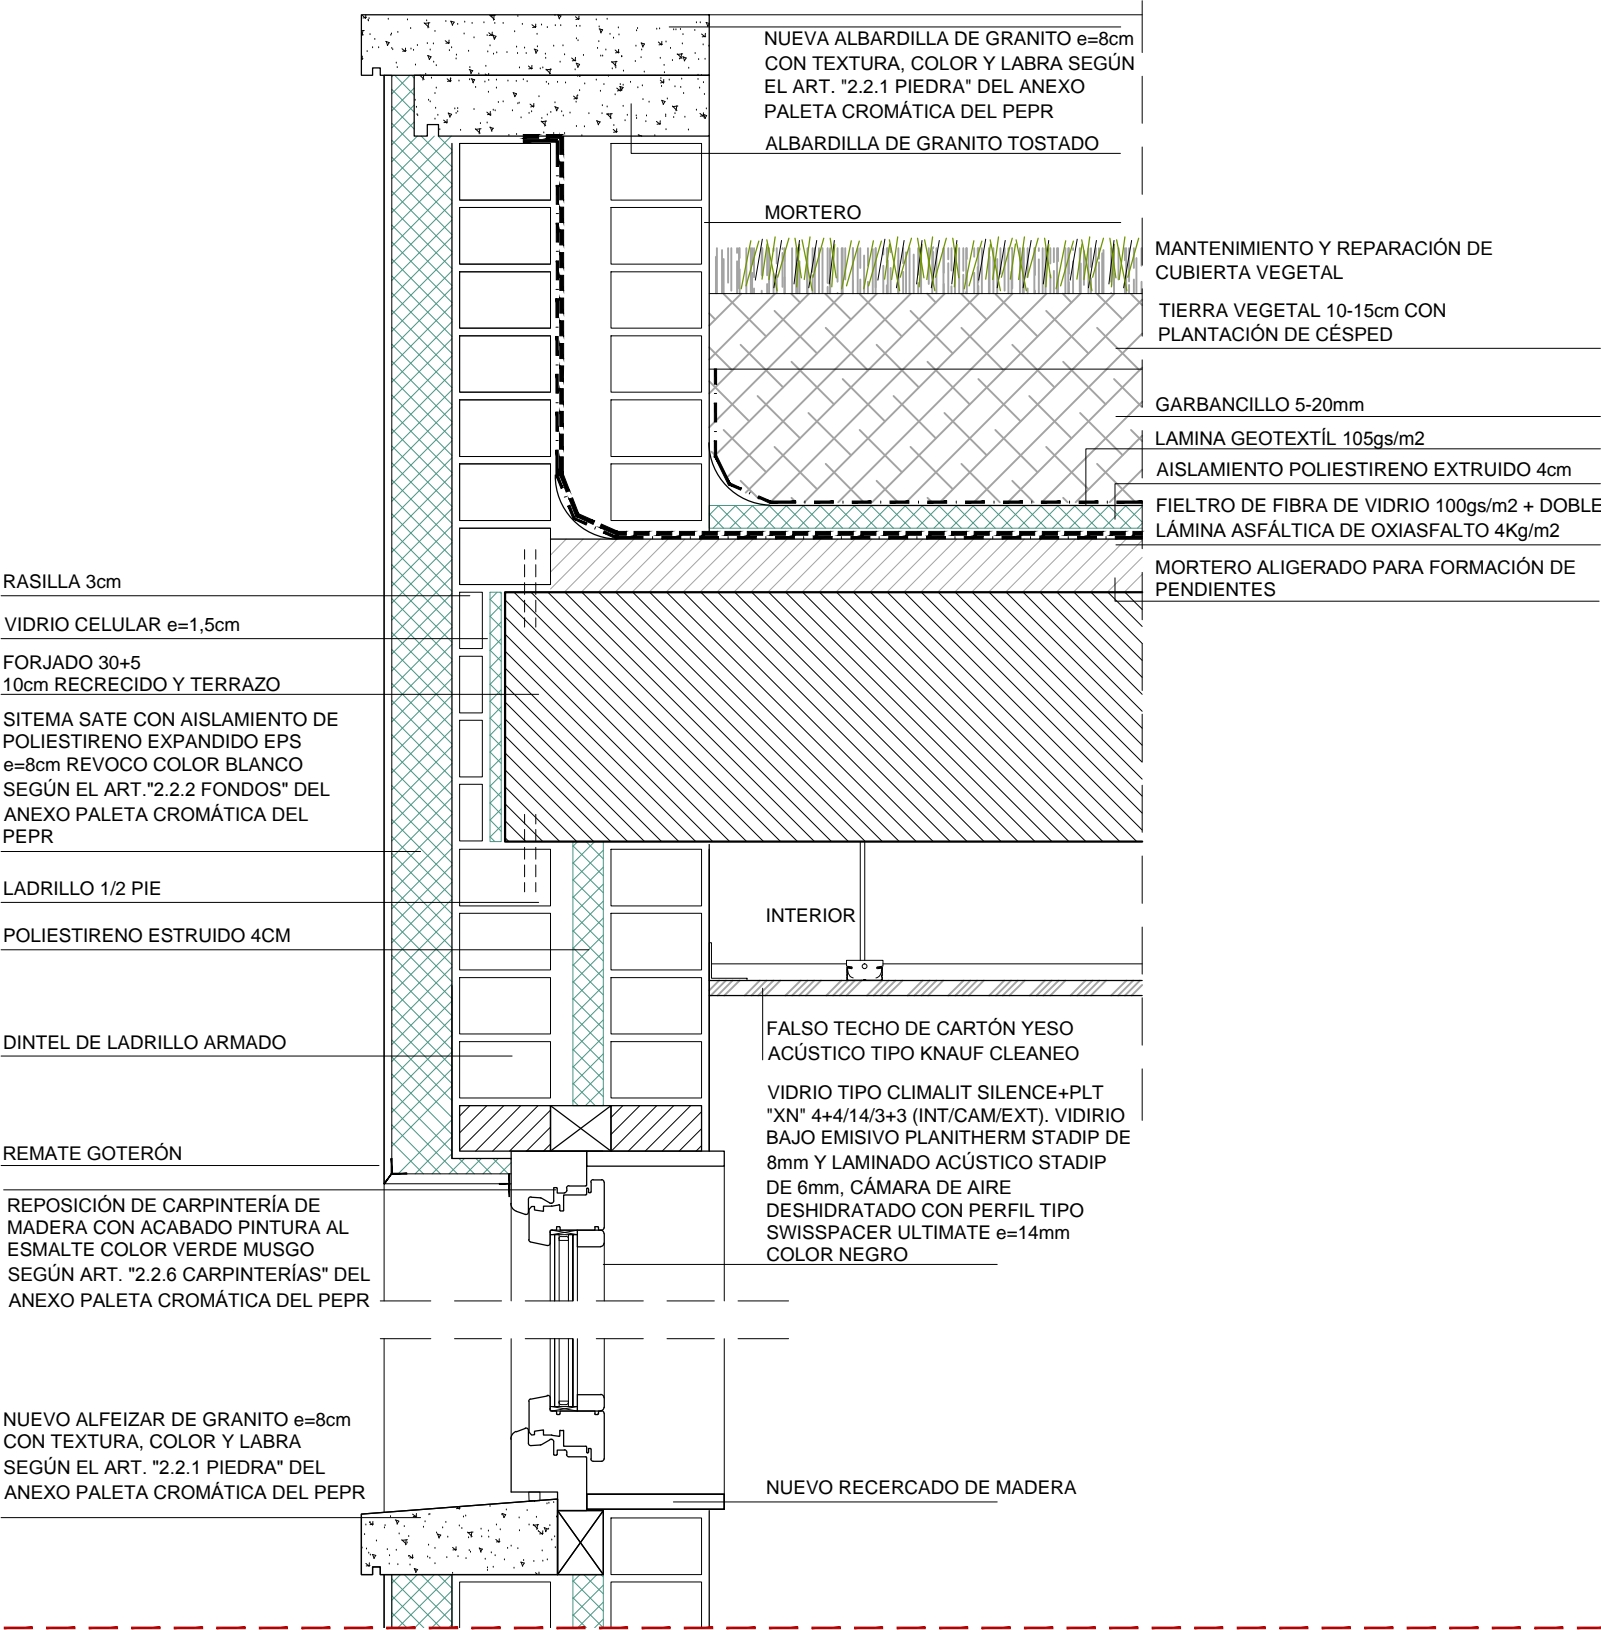 NUEVA ALBARDILLA DE GRANITO e=8cm
CON TEXTURA, COLOR Y LABRA SEGÚN
EL ART. "2.2.1 PIEDRA" DEL ANEXO
PALETA CROMÁTICA DEL PEPR
ALBARDILLA DE GRANITO TOSTADO
MORTERO
MANTENIMIENTO Y REPARACIÓN DE
CUBIERTA VEGETAL
TIERRA VEGETAL 10-15cm CON
PLANTACIÓN DE CÉSPED
GARBANCILLO 5-20mm
LAMINA GEOTEXTÍL 105gs/m2
AISLAMIENTO POLIESTIRENO EXTRUIDO 4cm
FIELTRO DE FIBRA DE VIDRIO 100gs/m2 + DOBLE
LÁMINA ASFÁLTICA DE OXIASFALTO 4Kg/m2
MORTERO ALIGERADO PARA FORMACIÓN DE
PENDIENTES
RASILLA 3cm
VIDRIO CELULAR e=1,5cm
FORJADO 30+5
10cm RECRECIDO Y TERRAZO
SITEMA SATE CON AISLAMIENTO DE
POLIESTIRENO EXPANDIDO EPS
e=8cm REVOCO COLOR BLANCO
SEGÚN EL ART."2.2.2 FONDOS" DEL
ANEXO PALETA CROMÁTICA DEL
PEPR
LADRILLO 1/2 PIE
POLIESTIRENO ESTRUIDO 4CM
DINTEL DE LADRILLO ARMADO
REMATE GOTERÓN
REPOSICIÓN DE CARPINTERÍA DE
MADERA CON ACABADO PINTURA AL
ESMALTE COLOR VERDE MUSGO
SEGÚN ART. "2.2.6 CARPINTERÍAS" DEL
ANEXO PALETA CROMÁTICA DEL PEPR
NUEVO ALFEIZAR DE GRANITO e=8cm
CON TEXTURA, COLOR Y LABRA
SEGÚN EL ART. "2.2.1 PIEDRA" DEL
ANEXO PALETA CROMÁTICA DEL PEPR
INTERIOR
FALSO TECHO DE CARTÓN YESO
ACÚSTICO TIPO KNAUF CLEANEO
VIDRIO TIPO CLIMALIT SILENCE+PLT
"XN" 4+4/14/3+3 (INT/CAM/EXT). VIDIRIO
BAJO EMISIVO PLANITHERM STADIP DE
8mm Y LAMINADO ACÚSTICO STADIP
DE 6mm, CÁMARA DE AIRE
DESHIDRATADO CON PERFIL TIPO
SWISSPACER ULTIMATE e=14mm
COLOR NEGRO
NUEVO RECERCADO DE MADERA